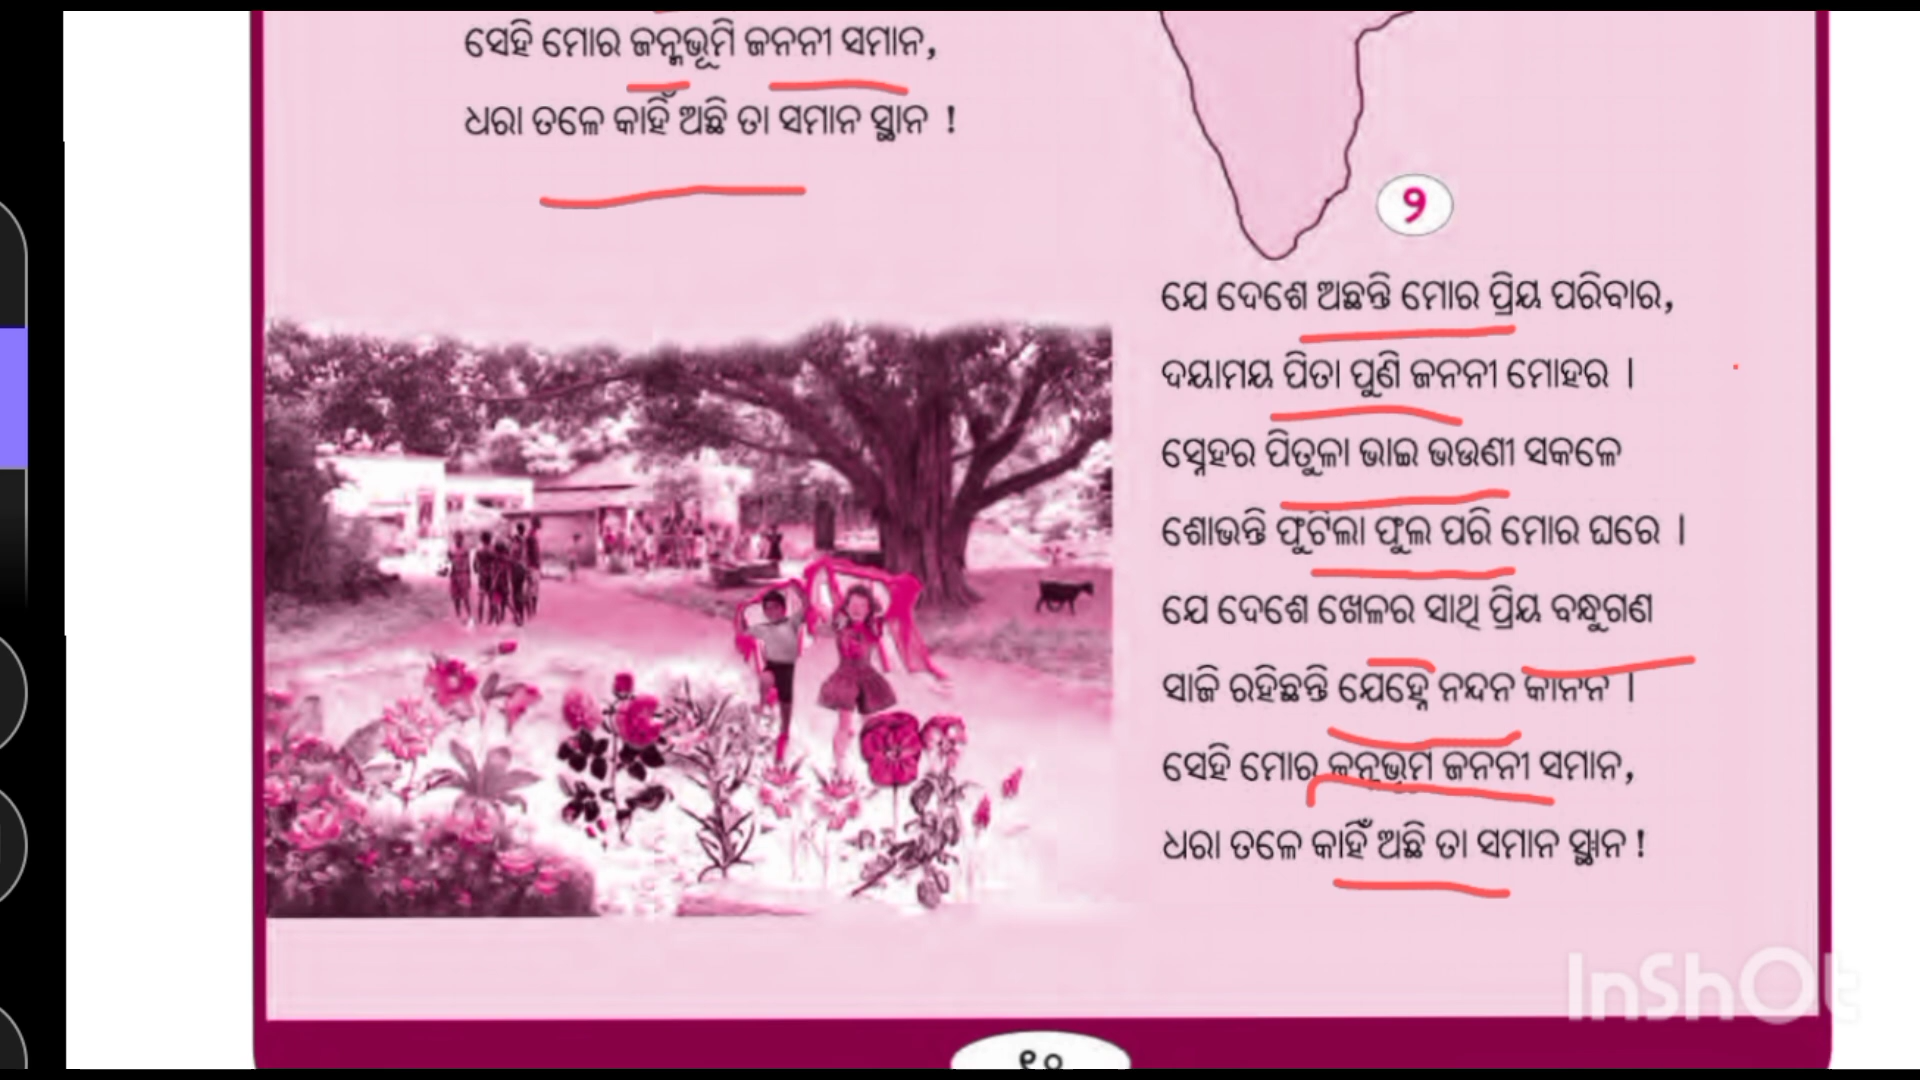 ସେହି ମୋର ଜନ୍ମଭୂମି ଜନନୀ ସମାନ,
ଧରା ତଳେ କାହିଁ ଅଛି ତା ସମାନ ସ୍ଥାନ !
୨
ଯେ ଦେଶେ ଅଛନ୍ତି ମୋର ପ୍ରିୟ ପରିବାର,
ଦୟାମୟ ପିତା ପୁଣି ଜନନୀ ମୋହର ।
ସ୍ନେହର ପିତୁଳା ଭାଇ ଭଉଣୀ ସକଳେ
ଶୋଭନ୍ତି ଫୁଟିଲା ଫୁଲ ପରି ମୋର ଘରେ ।
ଯେ ଦେଶେ ଖେଳର ସାଥି ପ୍ରିୟ ବନ୍ଧୁଗଣ
ସାଜି ରହିଛନ୍ତି ଯେହ୍ନେ ନନ୍ଦନ କାନନ ।
ସେହି ମୋର ଜନ୍ମଭୂମି ଜନନୀ ସମାନ,
ଧରା ତଳେ କାହିଁ ଅଛି ତା ସମାନ ସ୍ଥାନ !
InShOt
୧୦